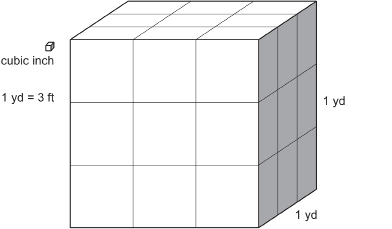 cubic inch
1 yd = 3 ft
1 yd
1 yd